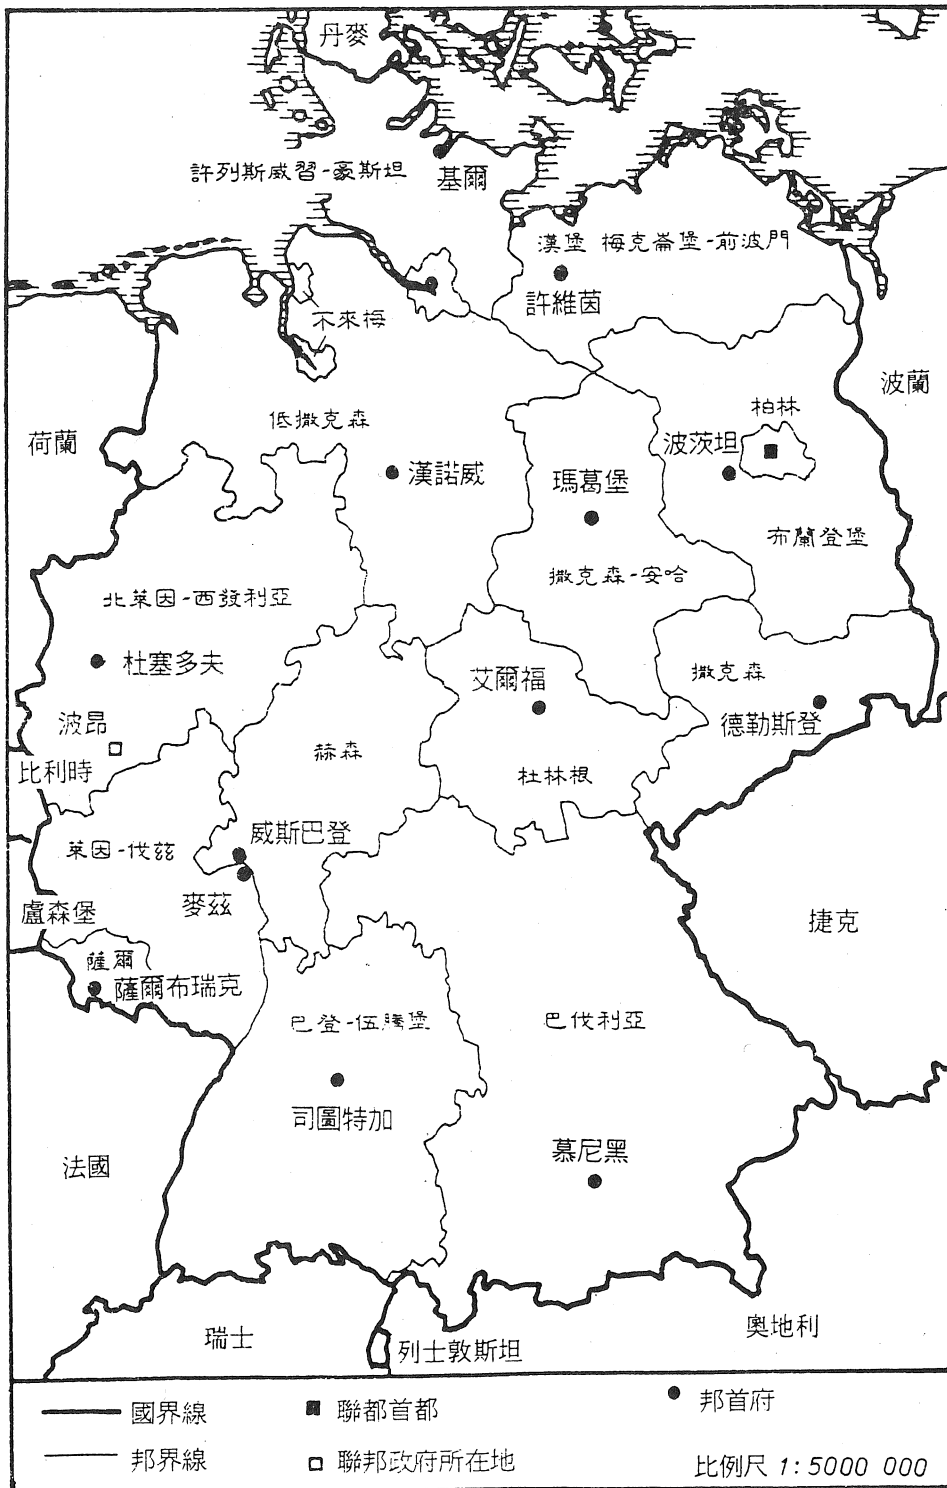 丹麥
許列斯威習-豪斯坦
基爾
漢堡 梅克崙堡-前波門
許維茵
不來梅
波蘭
柏林
低撒克森
荷蘭
波茨坦
漢諾威
瑪葛堡
布蘭登堡
撒克森-安哈
北萊因-西發利亞
杜塞多夫
艾爾福
撒克森
德勒斯登
波昂
赫森
比利時
杜林根
威斯巴登
萊因-伐茲
麥茲
盧森堡
捷克
薩爾
薩爾布瑞克
巴登-伍騰堡
巴伐利亞
司圖特加
慕尼黑
法國
瑞士
列士敦斯坦
奧地利
國界線
聯都首都
邦首府
邦界線
聯邦政府所在地
比例尺 1:5000 000